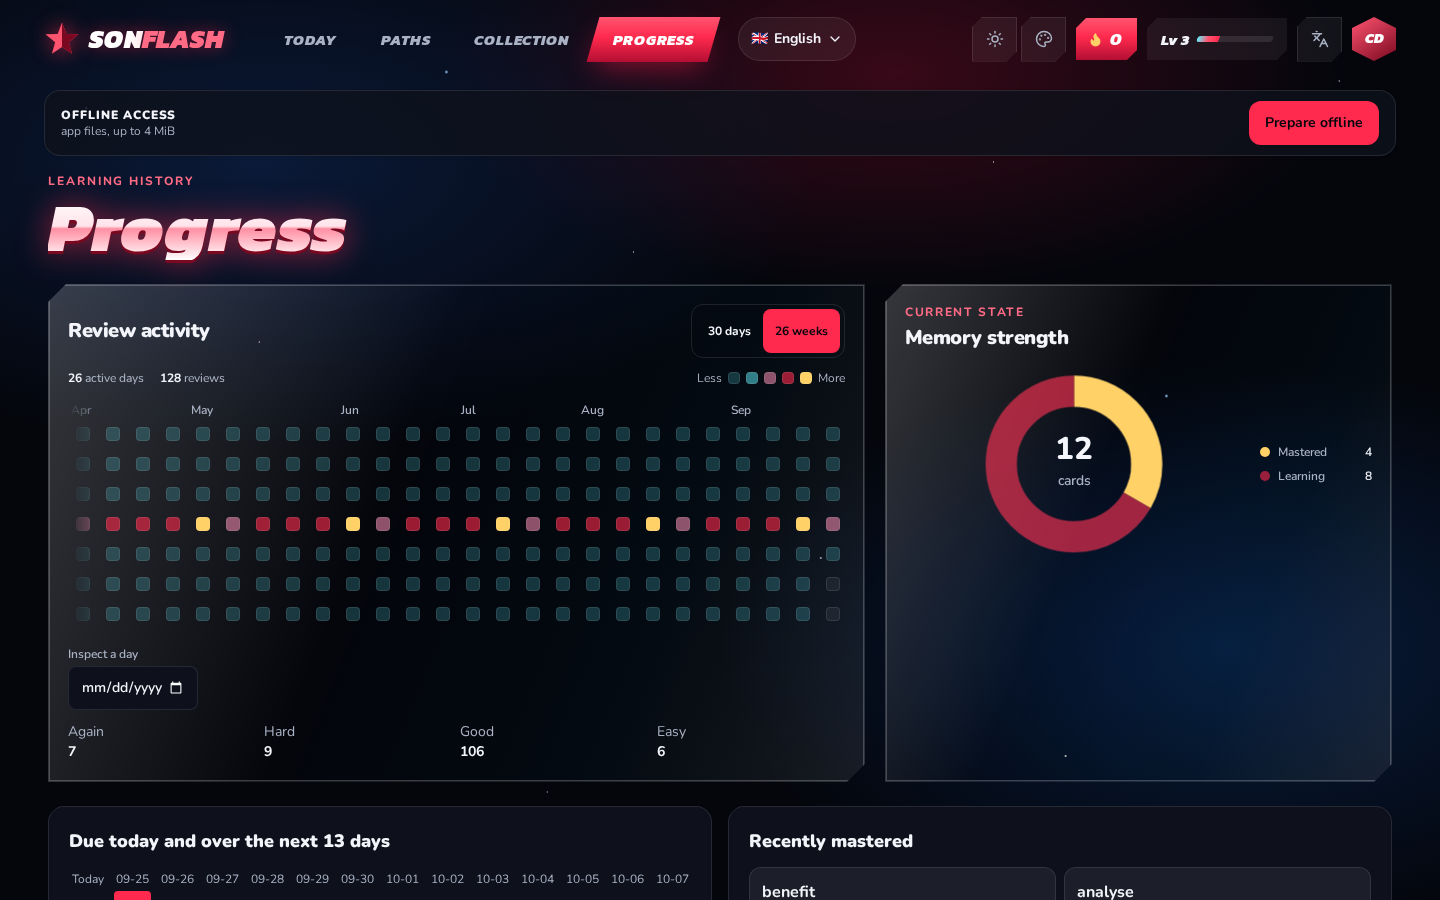 SONFLASH
TODAY
PATHS
COLLECTION
PROGRESS
🇬🇧 English
0
Lv 3
CD
OFFLINE ACCESS
app files, up to 4 MiB
Prepare offline
LEARNING HISTORY
Progress
Review activity
30 days
26 weeks
26 active days 128 reviews
Less
More
Apr May Jun Jul Aug Sep
Inspect a day
mm/dd/yyyy
Again Hard Good Easy
7 9 106 6
CURRENT STATE
Memory strength
12
cards
Mastered 4
Learning 8
Due today and over the next 13 days
Today 09-25 09-26 09-27 09-28 09-29 09-30 10-01 10-02 10-03 10-04 10-05 10-06 10-07
Recently mastered
benefit
analyse